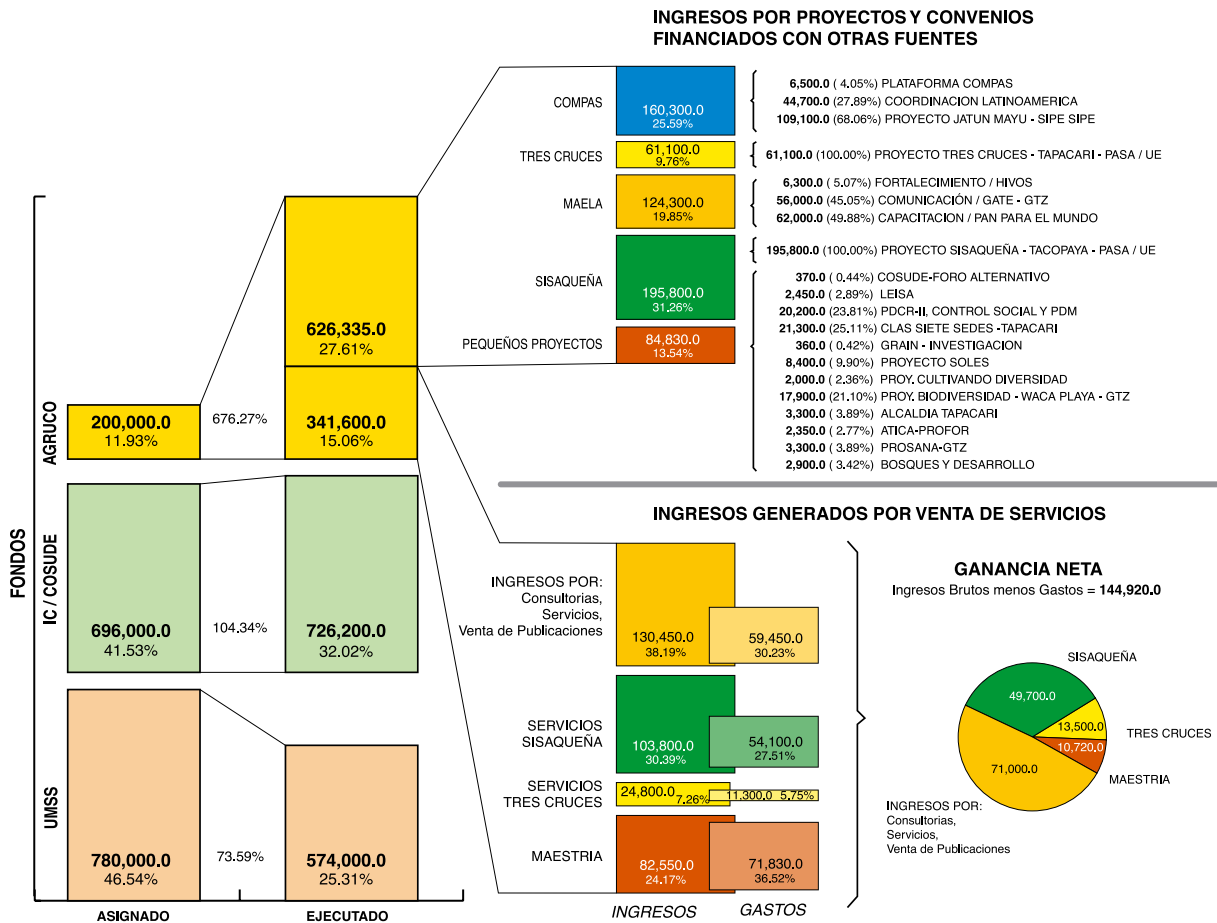 INGRESOS POR PROYECTOS Y CONVENIOS
FINANCIADOS CON OTRAS FUENTES
COMPAS
160,300.0
25.59%
6,500.0 ( 4.05%) PLATAFORMA COMPAS
44,700.0 (27.89%) COORDINACION LATINOAMERICA
109,100.0 (68.06%) PROYECTO JATUN MAYU - SIPE SIPE
TRES CRUCES
61,100.0
9.76%
61,100.0 (100.00%) PROYECTO TRES CRUCES - TAPACARI - PASA / UE
MAELA
124,300.0
19.85%
6,300.0 ( 5.07%) FORTALECIMIENTO / HIVOS
56,000.0 (45.05%) COMUNICACIÓN / GATE - GTZ
62,000.0 (49.88%) CAPACITACION / PAN PARA EL MUNDO
SISAQUEÑA
195,800.0
31.26%
195,800.0 (100.00%) PROYECTO SISAQUEÑA - TACOPAYA - PASA / UE
PEQUEÑOS PROYECTOS
84,830.0
13.54%
370.0 ( 0.44%) COSUDE-FORO ALTERNATIVO
2,450.0 ( 2.89%) LEISA
20,200.0 (23.81%) PDCR-II, CONTROL SOCIAL Y PDM
21,300.0 (25.11%) CLAS SIETE SEDES -TAPACARI
360.0 ( 0.42%) GRAIN - INVESTIGACION
8,400.0 ( 9.90%) PROYECTO SOLES
2,000.0 ( 2.36%) PROY. CULTIVANDO DIVERSIDAD
17,900.0 (21.10%) PROY. BIODIVERSIDAD - WACA PLAYA - GTZ
3,300.0 ( 3.89%) ALCALDIA TAPACARI
2,350.0 ( 2.77%) ATICA-PROFOR
3,300.0 ( 3.89%) PROSANA-GTZ
2,900.0 ( 3.42%) BOSQUES Y DESARROLLO
FONDOS
AGRUCO
200,000.0
11.93%
676.27%
626,335.0
27.61%
341,600.0
15.06%
IC / COSUDE
696,000.0
41.53%
104.34%
726,200.0
32.02%
UMSS
780,000.0
46.54%
73.59%
574,000.0
25.31%
ASIGNADO
EJECUTADO
INGRESOS GENERADOS POR VENTA DE SERVICIOS
INGRESOS POR:
Consultorias,
Servicios,
Venta de Publicaciones
130,450.0
38.19%
59,450.0
30.23%
SERVICIOS
SISAQUEÑA
103,800.0
30.39%
54,100.0
27.51%
SERVICIOS
TRES CRUCES
24,800.0
7.26%
11.300.0 5.75%
MAESTRIA
82,550.0
24.17%
71,830.0
36.52%
INGRESOS
GASTOS
GANANCIA NETA
Ingresos Brutos menos Gastos = 144,920.0
SISAQUEÑA
49,700.0
13,500.0
TRES CRUCES
10,720.0
MAESTRIA
71,000.0
INGRESOS POR:
Consultorias,
Servicios,
Venta de Publicaciones